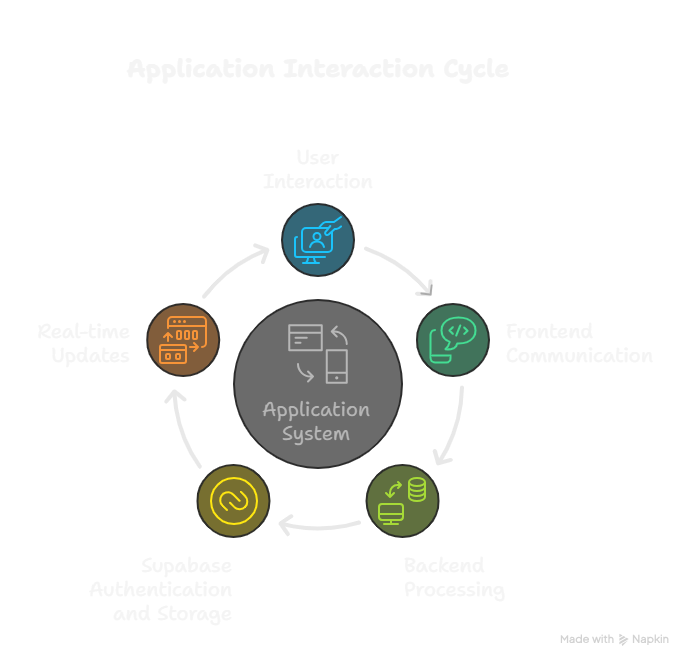 Application Interaction Cycle
User
Interaction
Real-time
Updates
Frontend
Communication
Application
System
Supabase
Authentication
and Storage
Backend
Processing
Made with Napkin